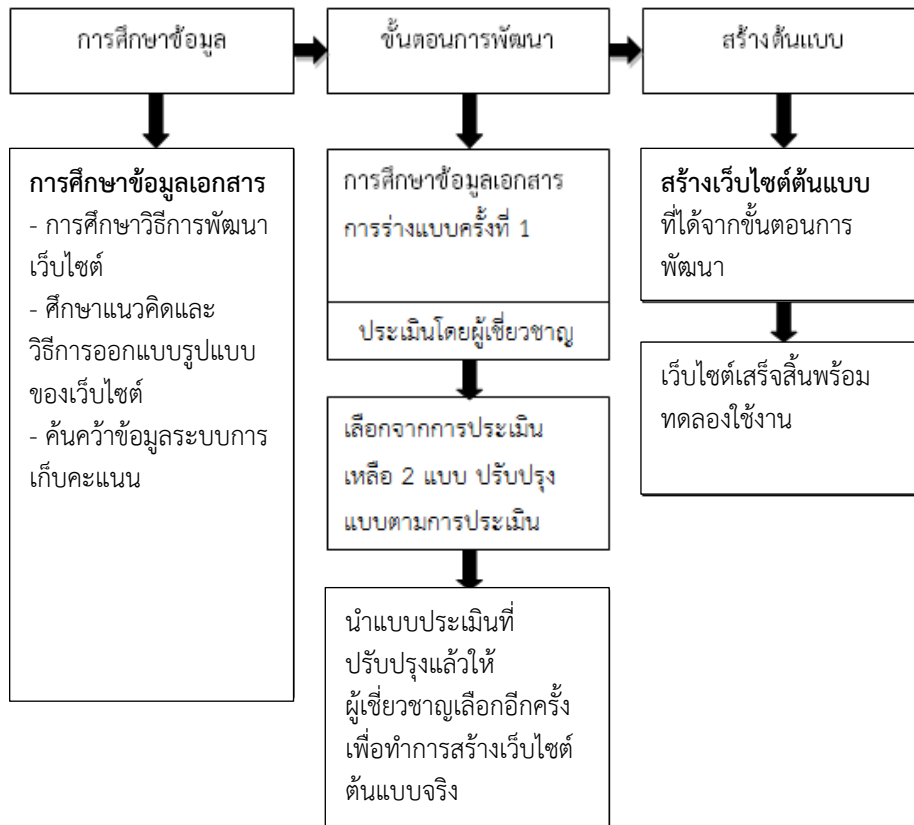 การศึกษาข้อมูล
ขั้นตอนการพัฒนา
สร้างต้นแบบ
การศึกษาข้อมูลเอกสาร
- การศึกษาวิธีการพัฒนา
เว็บไซต์
- ศึกษาแนวคิดและ
วิธีการออกแบบรูปแบบ
ของเว็บไซต์
- ค้นคว้าข้อมูลระบบการ
เก็บคะแนน
การศึกษาข้อมูลเอกสาร
การร่างแบบครั้งที่ 1
ประเมินโดยผู้เชี่ยวชาญ
เลือกจากการประเมิน
เหลือ 2 แบบ ปรับปรุง
แบบตามการประเมิน
นำแบบประเมินที่
ปรับปรุงแล้วให้
ผู้เชี่ยวชาญเลือกอีกครั้ง
เพื่อทำการสร้างเว็บไซต์
ต้นแบบจริง
สร้างเว็บไซต์ต้นแบบ
ที่ได้จากขั้นตอนการ
พัฒนา
เว็บไซต์เสร็จสิ้นพร้อม
ทดลองใช้งาน